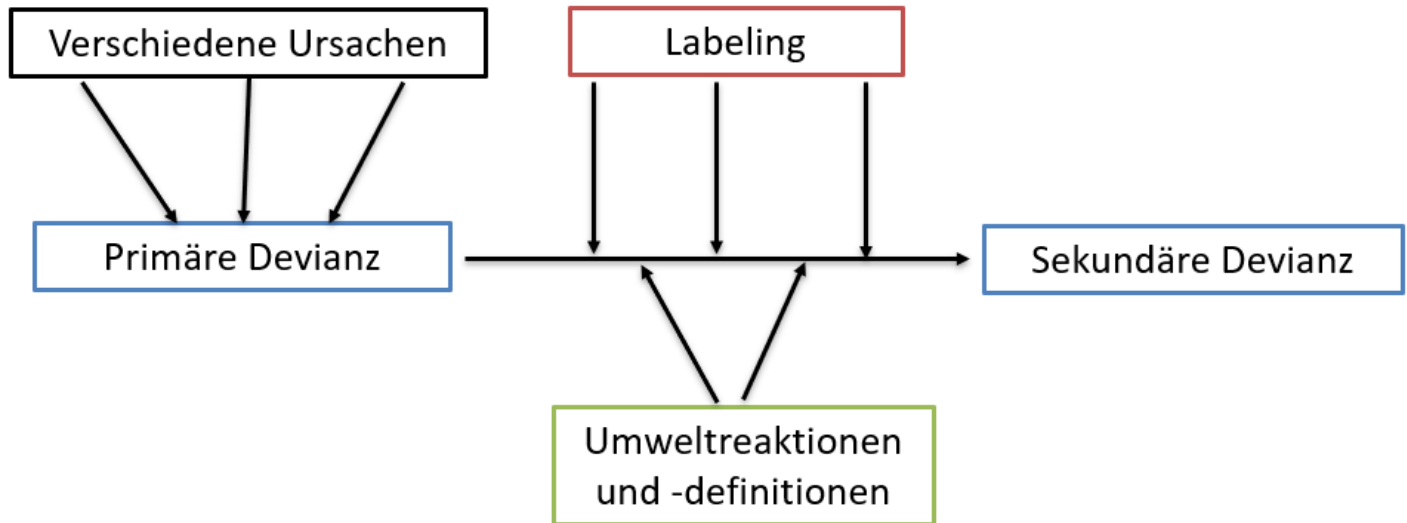 Verschiedene Ursachen
Labeling
Primäre Devianz
Sekundäre Devianz
Umweltreaktionen
und -definitionen